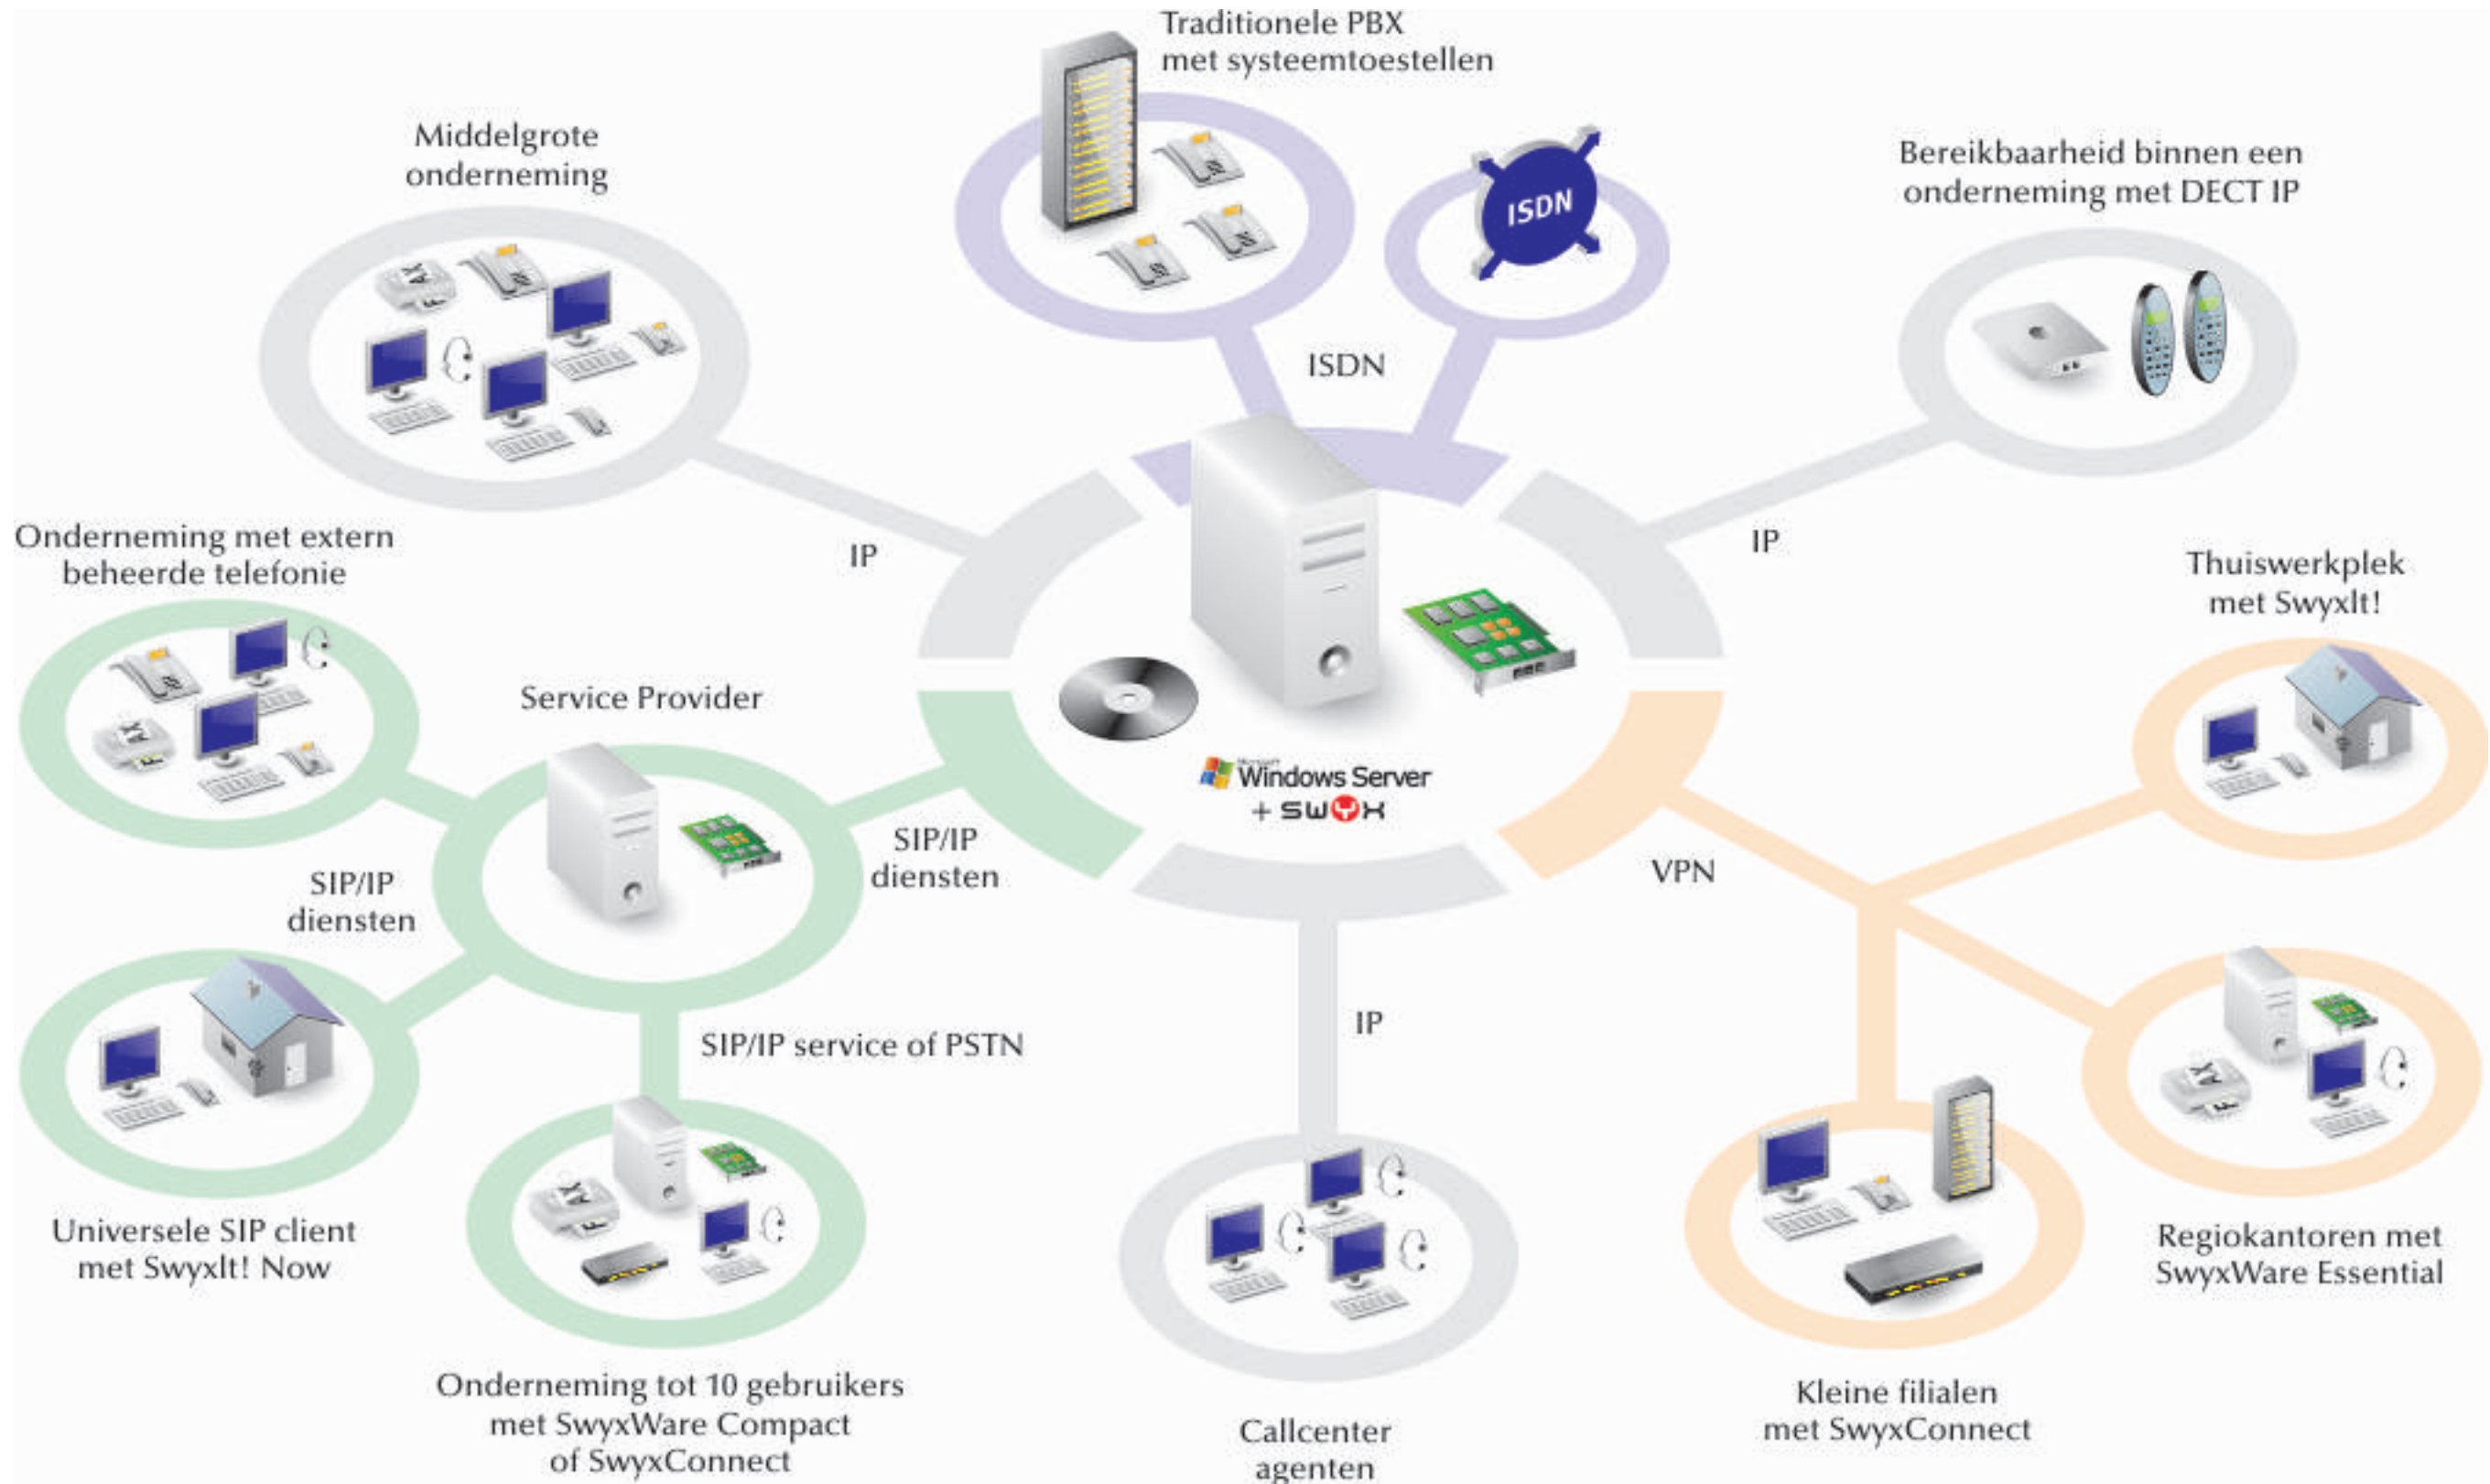 Traditionele PBX
met systeemtoestellen
Middelgrote
onderneming
ISDN
Bereikbaarheid binnen een
onderneming met DECT IP
ISDN
Onderneming met extern
beheerde telefonie
IP
IP
Thuiswerkplek
met SwyxIt!
Service Provider
Microsoft
Windows Server
+ swyx
SIP/IP
diensten
VPN
SIP/IP
diensten
SIP/IP service of PSTN
IP
Universele SIP client
met SwyxIt! Now
Regiokantoren met
SwyxWare Essential
Onderneming tot 10 gebruikers
met SwyxWare Compact
of SwyxConnect
Callcenter
agenten
Kleine filialen
met SwyxConnect